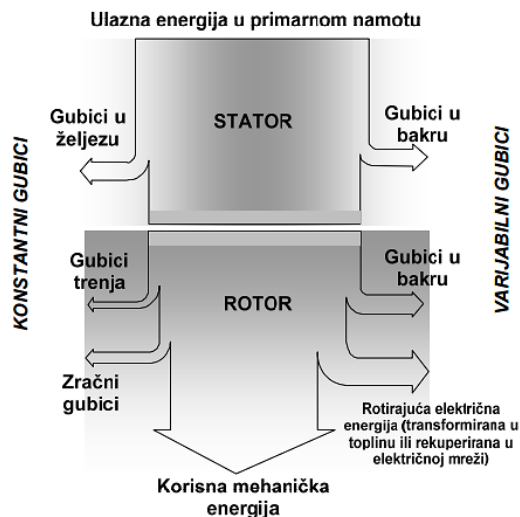 Ulazna energija u primarnom namotu
Gubici u
željezu
STATOR
Gubici u
bakru
KONSTANTNI GUBICI
VARIJABILNI GUBICI
Gubici
trenja
ROTOR
Gubici u
bakru
Zračni
gubici
Rotirajuća električna
energija (transformirana u
toplinu ili rekuperirana u
električnoj mreži)
Korisna mehanička
energija